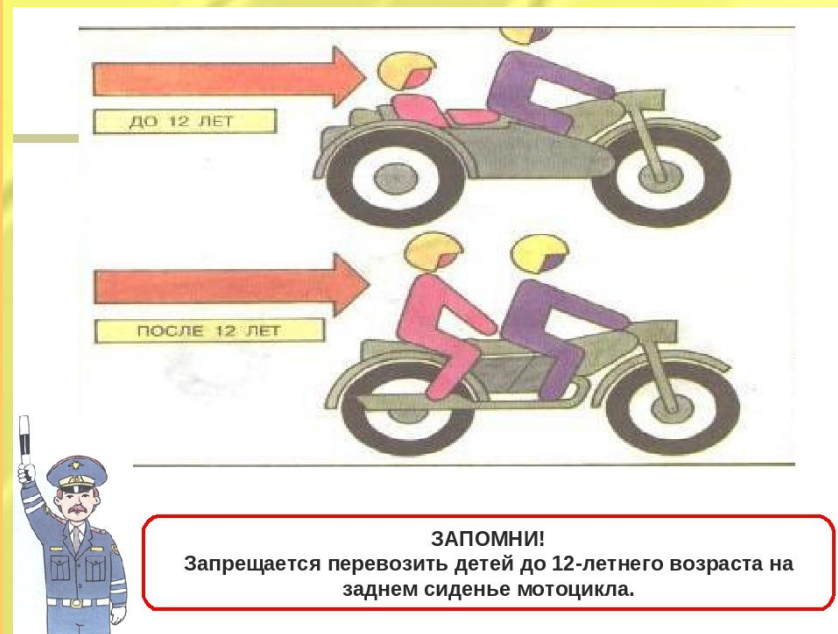 ДО 12 ЛЕТ
ПОСЛЕ 12 ЛЕТ
ЗАПОМНИ!
Запрещается перевозить детей до 12-летнего возраста на
заднем сиденье мотоцикла.